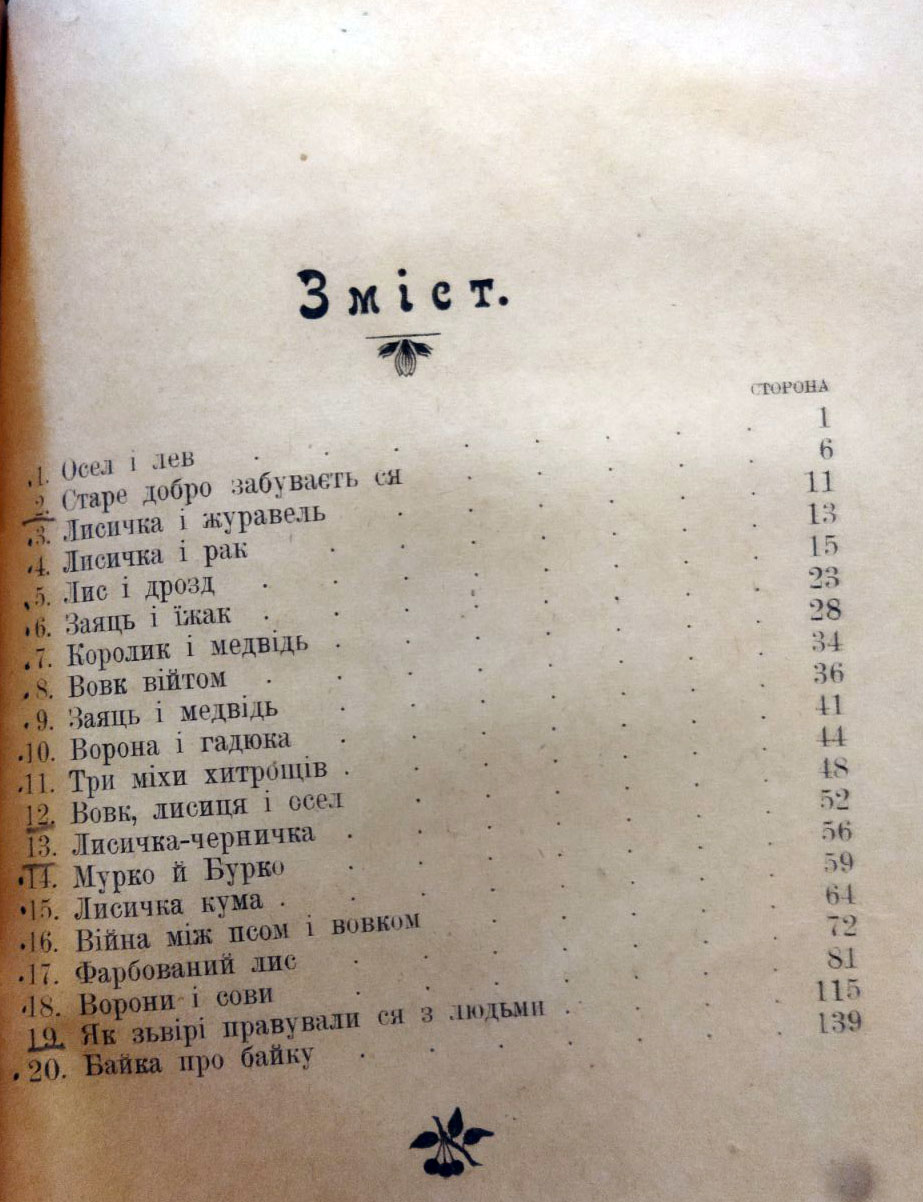 Зміст.
СТОРОНА
1. Осел і лев . . . . . 1
2. Старе добро забуваєть ся . . . 6
3. Лисичка і журавель . . . . 11
4. Лисичка і рак . . . . . 13
5. Лис і дрозд . . . . . 15
6. Заяць і їжак . . . . . 23
7. Королик і медвідь . . . . 28
8. Вовк війтом . . . . . 34
9. Заяць і медвідь . . . . 36
10. Ворона і гадюка . . . . 41
11. Три міхи хитрощів . . . . 44
12. Вовк, лисиця і осел . . . . 48
13. Лисичка-черничка . . . . 52
14. Мурко й Бурко . . . . 56
15. Лисичка кума . . . . . 59
16. Війна між псом і вовком . . . 64
17. Фарбований лис . . . . 72
18. Ворони і сови . . . . . 81
19. Як зьвірі правували ся з людьми . . 115
20. Байка про байку . . . . 139